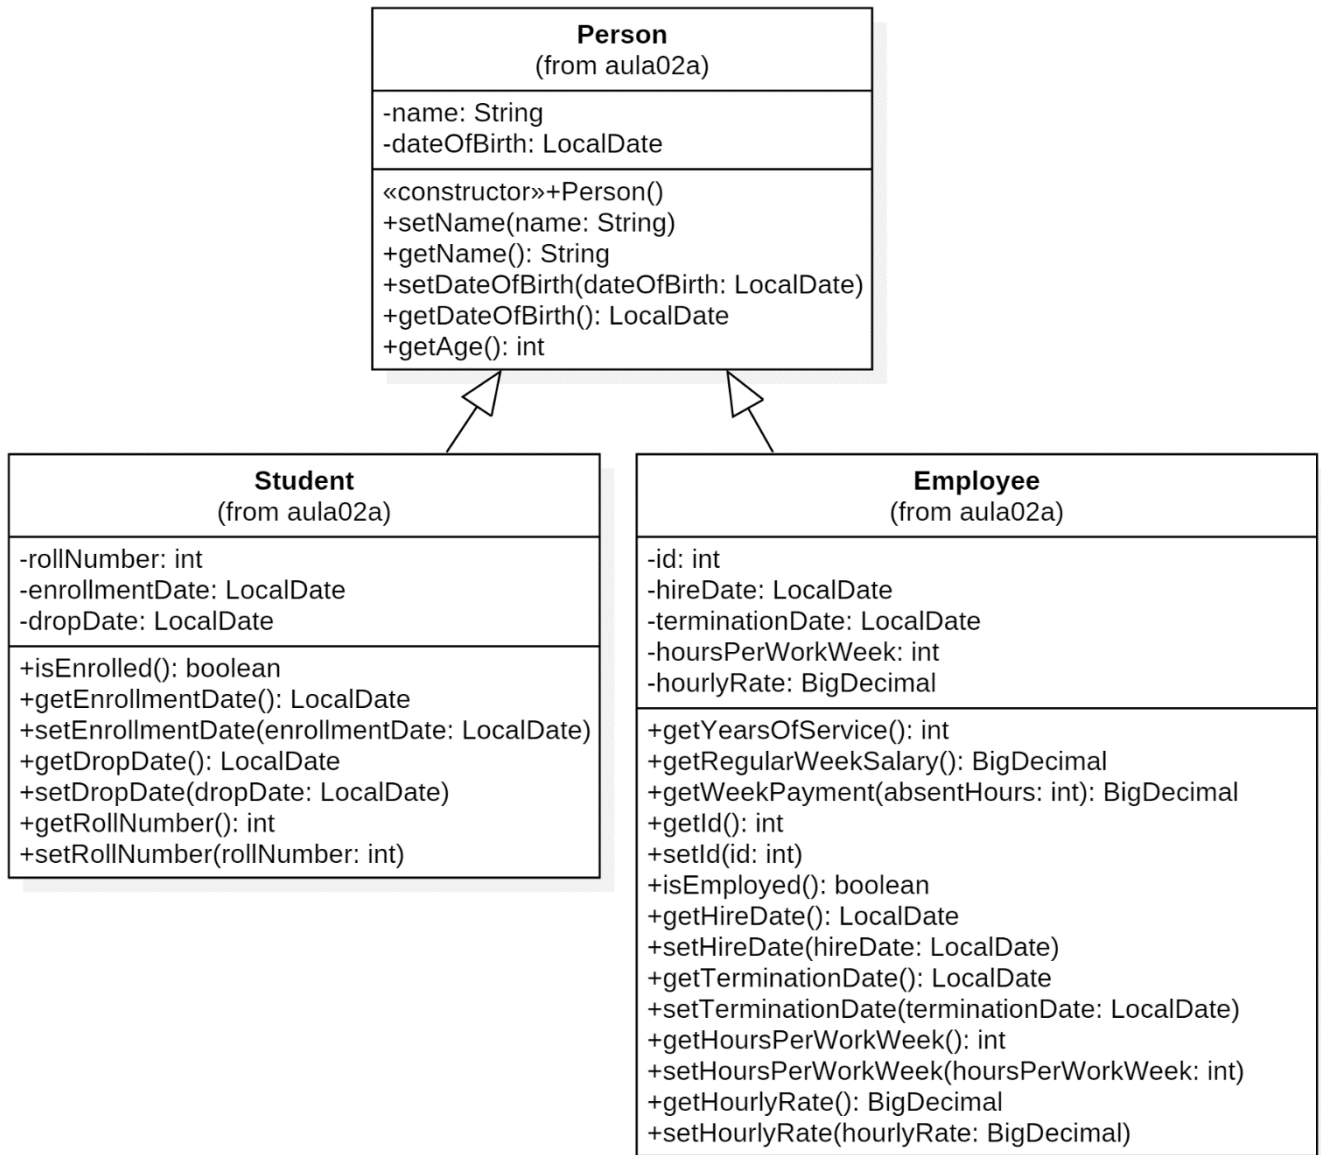 Person
(from aula02a)
-name: String
-dateOfBirth: LocalDate
«constructor»+Person()
+setName(name: String)
+getName(): String
+setDateOfBirth(dateOfBirth: LocalDate)
+getDateOfBirth(): LocalDate
+getAge(): int
Student
(from aula02a)
-rollNumber: int
-enrollmentDate: LocalDate
-dropDate: LocalDate
+isEnrolled(): boolean
+getEnrollmentDate(): LocalDate
+setEnrollmentDate(enrollmentDate: LocalDate)
+getDropDate(): LocalDate
+setDropDate(dropDate: LocalDate)
+getRollNumber(): int
+setRollNumber(rollNumber: int)
Employee
(from aula02a)
-id: int
-hireDate: LocalDate
-terminationDate: LocalDate
-hoursPerWorkWeek: int
-hourlyRate: BigDecimal
+getYearsOfService(): int
+getRegularWeekSalary(): BigDecimal
+getWeekPayment(absentHours: int): BigDecimal
+getId(): int
+setId(id: int)
+isEmployed(): boolean
+getHireDate(): LocalDate
+setHireDate(hireDate: LocalDate)
+getTerminationDate(): LocalDate
+setTerminationDate(terminationDate: LocalDate)
+getHoursPerWorkWeek(): int
+setHoursPerWorkWeek(hoursPerWorkWeek: int)
+getHourlyRate(): BigDecimal
+setHourlyRate(hourlyRate: BigDecimal)